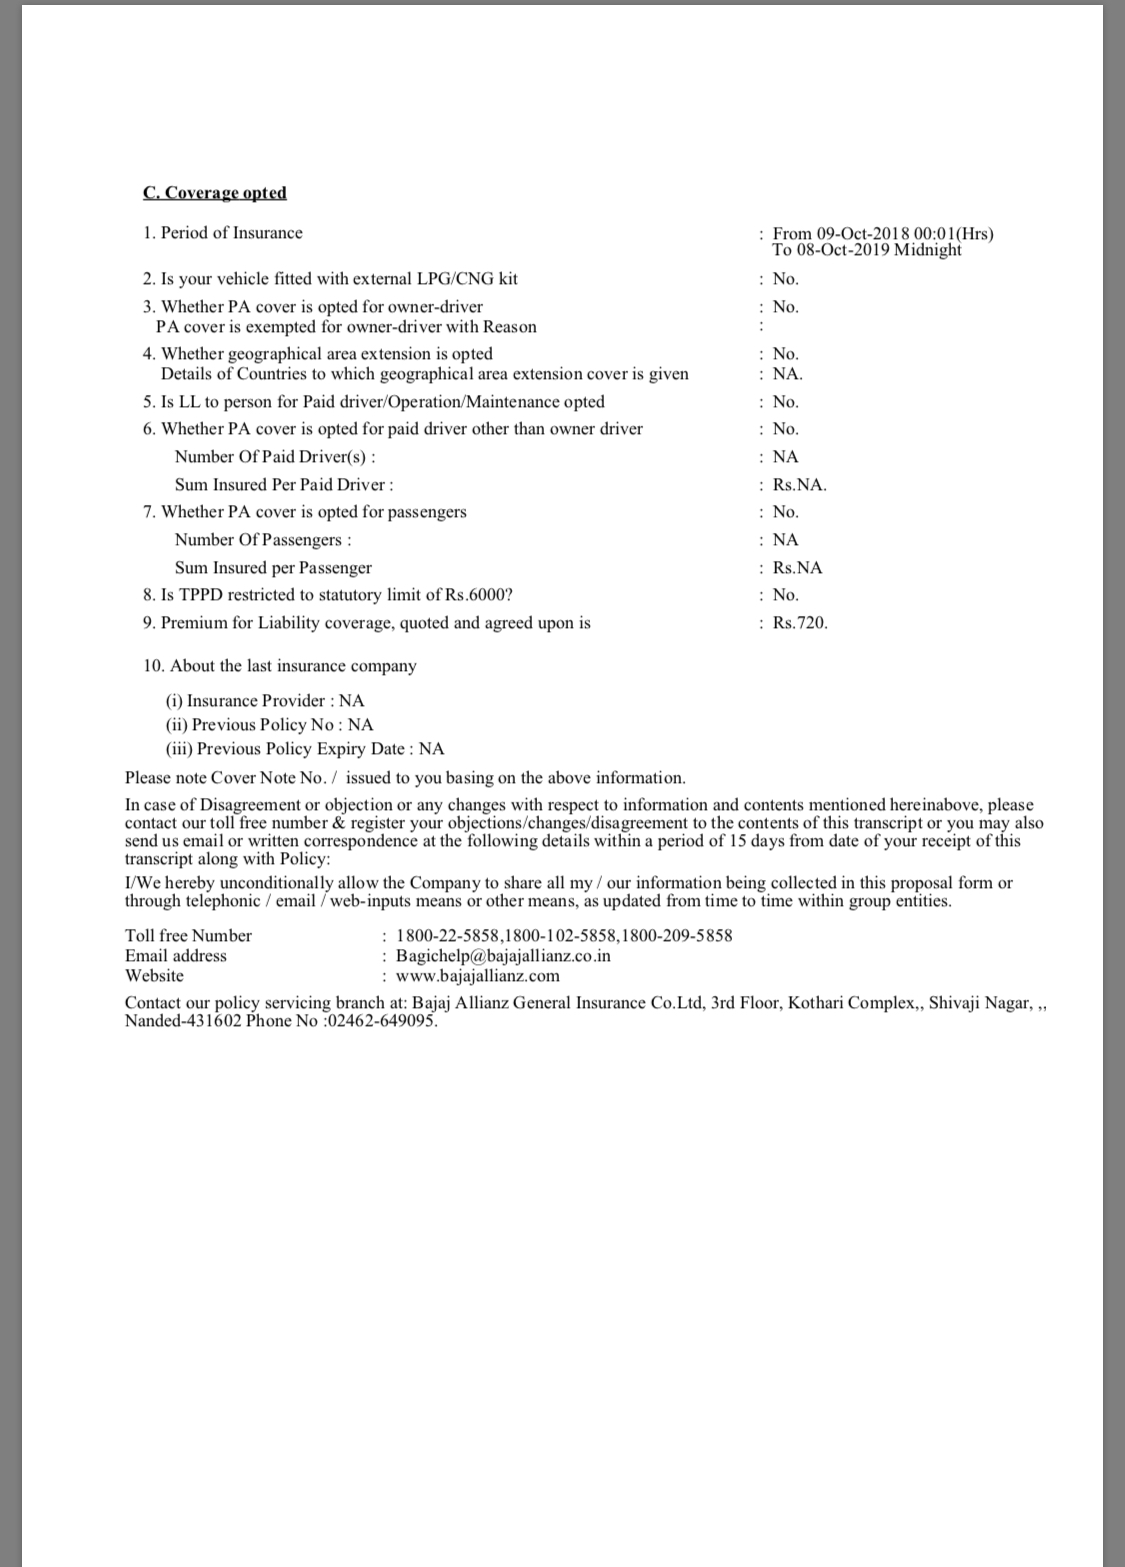 C. Coverage opted
1. Period of Insurance : From 09-Oct-2018 00:01(Hrs)
To 08-Oct-2019 Midnight
2. Is your vehicle fitted with external LPG/CNG kit : No.
3. Whether PA cover is opted for owner-driver : No.
PA cover is exempted for owner-driver with Reason :
4. Whether geographical area extension is opted : No.
Details of Countries to which geographical area extension cover is given : NA.
5. Is LL to person for Paid driver/Operation/Maintenance opted : No.
6. Whether PA cover is opted for paid driver other than owner driver : No.
Number Of Paid Driver(s) : : NA
Sum Insured Per Paid Driver : : Rs.NA.
7. Whether PA cover is opted for passengers : No.
Number Of Passengers : : NA
Sum Insured per Passenger : Rs.NA
8. Is TPPD restricted to statutory limit of Rs.6000? : No.
9. Premium for Liability coverage, quoted and agreed upon is : Rs.720.
10. About the last insurance company
(i) Insurance Provider : NA
(ii) Previous Policy No : NA
(iii) Previous Policy Expiry Date : NA
Please note Cover Note No. / issued to you basing on the above information.
In case of Disagreement or objection or any changes with respect to information and contents mentioned hereinabove, please
contact our toll free number & register your objections/changes/disagreement to the contents of this transcript or you may also
send us email or written correspondence at the following details within a period of 15 days from date of your receipt of this
transcript along with Policy:
I/We hereby unconditionally allow the Company to share all my / our information being collected in this proposal form or
through telephonic / email / web-inputs means or other means, as updated from time to time within group entities.
Toll free Number : 1800-22-5858,1800-102-5858,1800-209-5858
Email address : Bagichelp@bajajallianz.co.in
Website : www.bajajallianz.com
Contact our policy servicing branch at: Bajaj Allianz General Insurance Co.Ltd, 3rd Floor, Kothari Complex,, Shivaji Nagar, ,,
Nanded-431602 Phone No :02462-649095.